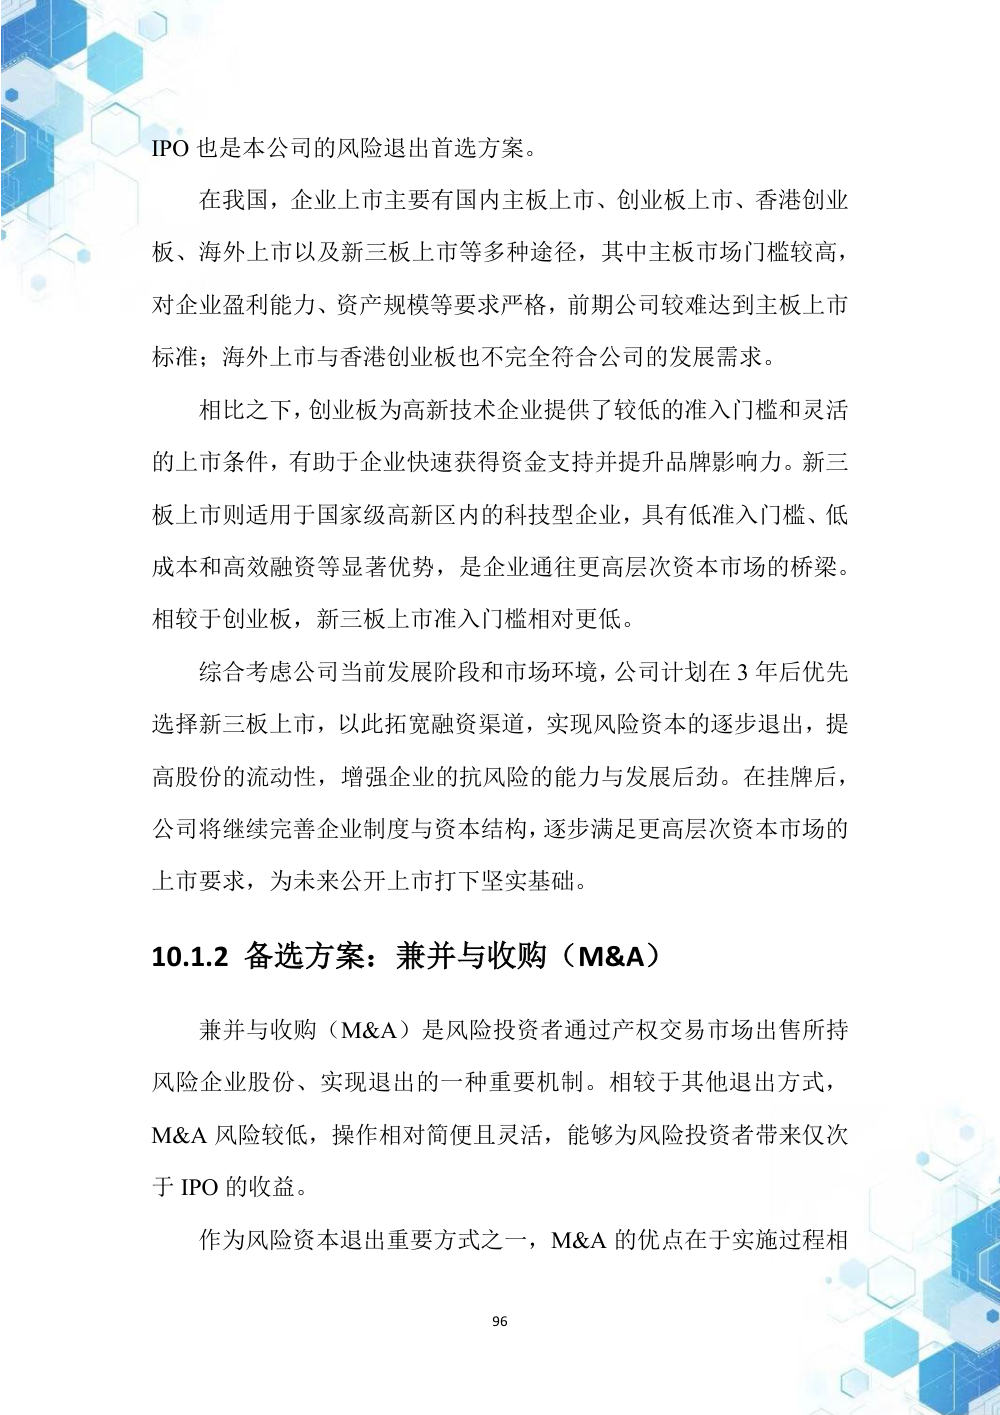 IPO 也是本公司的风险退出首选方案。
在我国，企业上市主要有国内主板上市、创业板上市、香港创业
板、海外上市以及新三板上市等多种途径，其中主板市场门槛较高，
对企业盈利能力、资产规模等要求严格，前期公司较难达到主板上市
标准；海外上市与香港创业板也不完全符合公司的发展需求。
相比之下，创业板为高新技术企业提供了较低的准入门槛和灵活
的上市条件，有助于企业快速获得资金支持并提升品牌影响力。新三
板上市则适用于国家级高新区内的科技型企业，具有低准入门槛、低
成本和高效融资等显著优势，是企业通往更高层次资本市场的桥梁。
相较于创业板，新三板上市准入门槛相对更低。
综合考虑公司当前发展阶段和市场环境，公司计划在 3 年后优先
选择新三板上市，以此拓宽融资渠道，实现风险资本的逐步退出，提
高股份的流动性，增强企业的抗风险的能力与发展后劲。在挂牌后，
公司将继续完善企业制度与资本结构，逐步满足更高层次资本市场的
上市要求，为未来公开上市打下坚实基础。
10.1.2 备选方案：兼并与收购（M&A）
兼并与收购（M&A）是风险投资者通过产权交易市场出售所持
风险企业股份、实现退出的一种重要机制。相较于其他退出方式，
M&A 风险较低，操作相对简便且灵活，能够为风险投资者带来仅次
于 IPO 的收益。
作为风险资本退出重要方式之一，M&A 的优点在于实施过程相
96